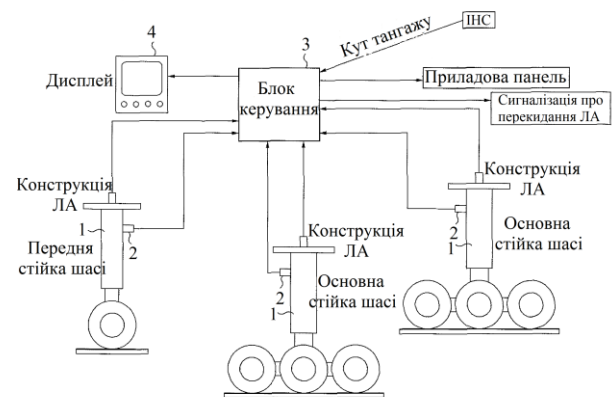 4
Дисплей
3
Блок
керування
Кут тангажу
ІНС
Приладова панель
Сигналізація про
перекидання ЛА
Конструкція
ЛА
1
2
Передня
стійка шасі
Конструкція
ЛА
2
1
Основна
стійка шасі
Конструкція
ЛА
2
1
Основна
стійка шасі